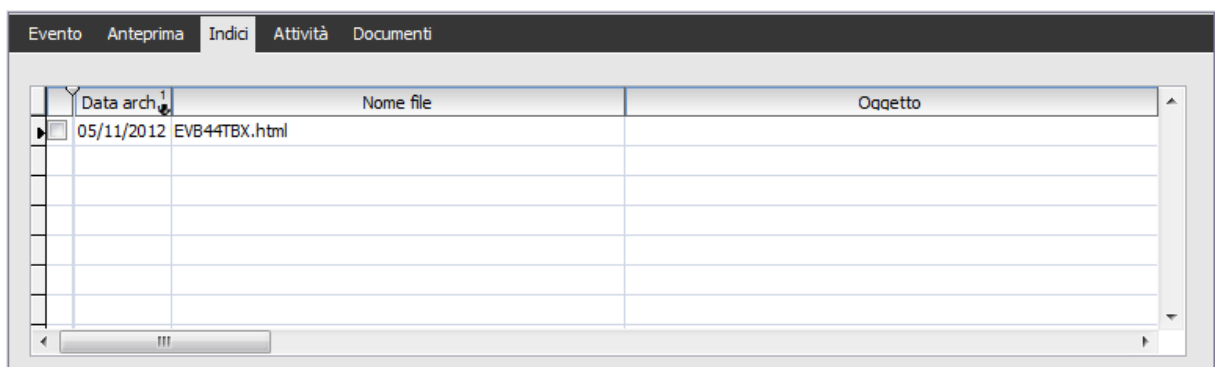 Evento Anteprima Indici Attività Documenti
Data arch 1 Nome file Oggetto
05/11/2012 EVB44TBX.html